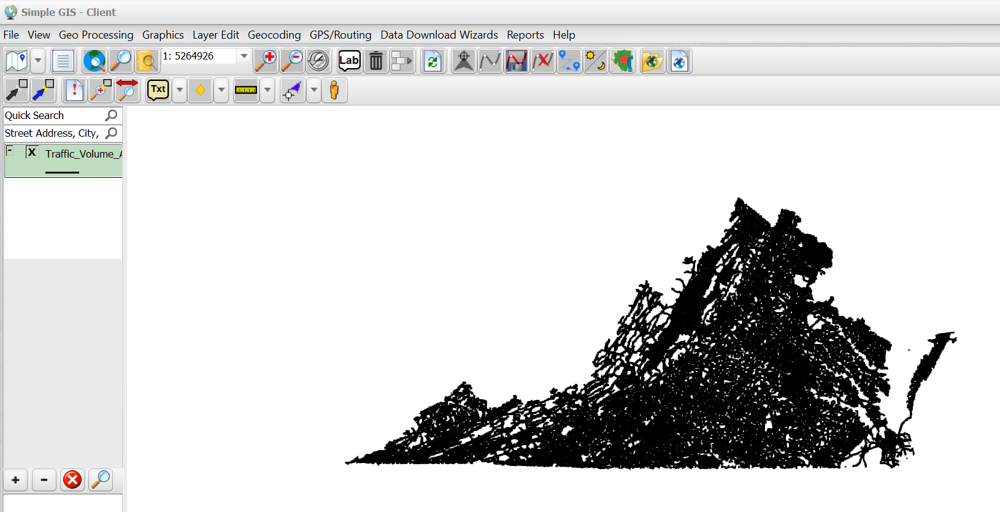 Simple GIS - Client
File View Geo Processing Graphics Layer Edit Geocoding GPS/Routing Data Download Wizards Reports Help
1: 5264926
Lab
Txt
Quick Search
Street Address, City,
- X Traffic_Volume_A